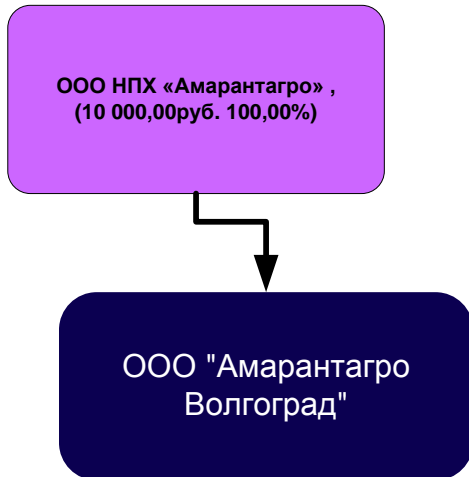 ООО НПХ «Амарантагро» ,
(10 000,00руб. 100,00%)
ООО "Амарантагро
Волгоград"